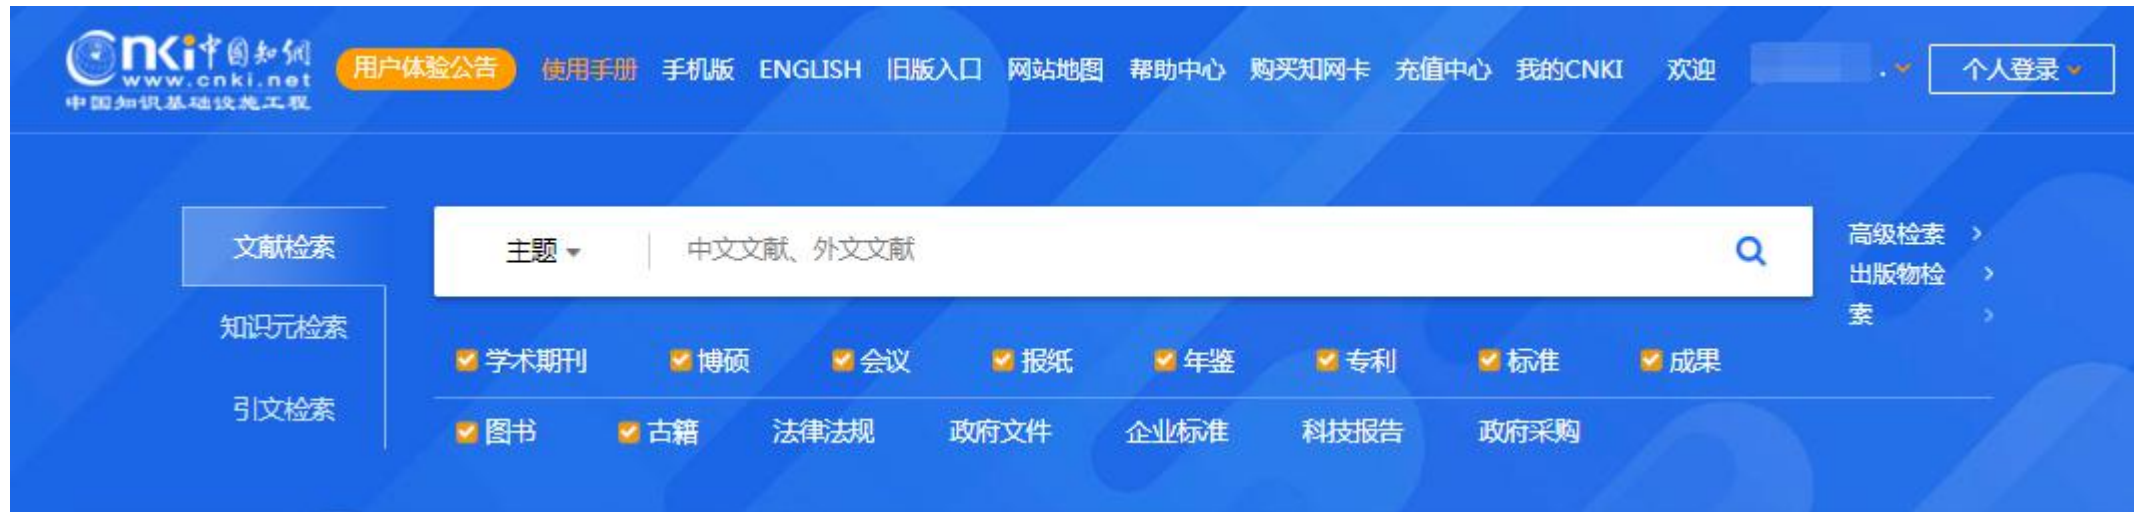 Cnki中国知网
www.cnki.net
中国知识基础设施工程
用户体验公告 使用手册 手机版 ENGLISH 旧版入口 网站地图 帮助中心 购买知网卡 充值中心 我的CNKI 欢迎 个人登录
文献检索
主题 中文文献、外文文献
高级检索 >
出版物检 >
索 >
知识元检索
学术期刊 博硕 会议 报纸 年鉴 专利 标准 成果
引文检索
图书 古籍 法律法规 政府文件 企业标准 科技报告 政府采购